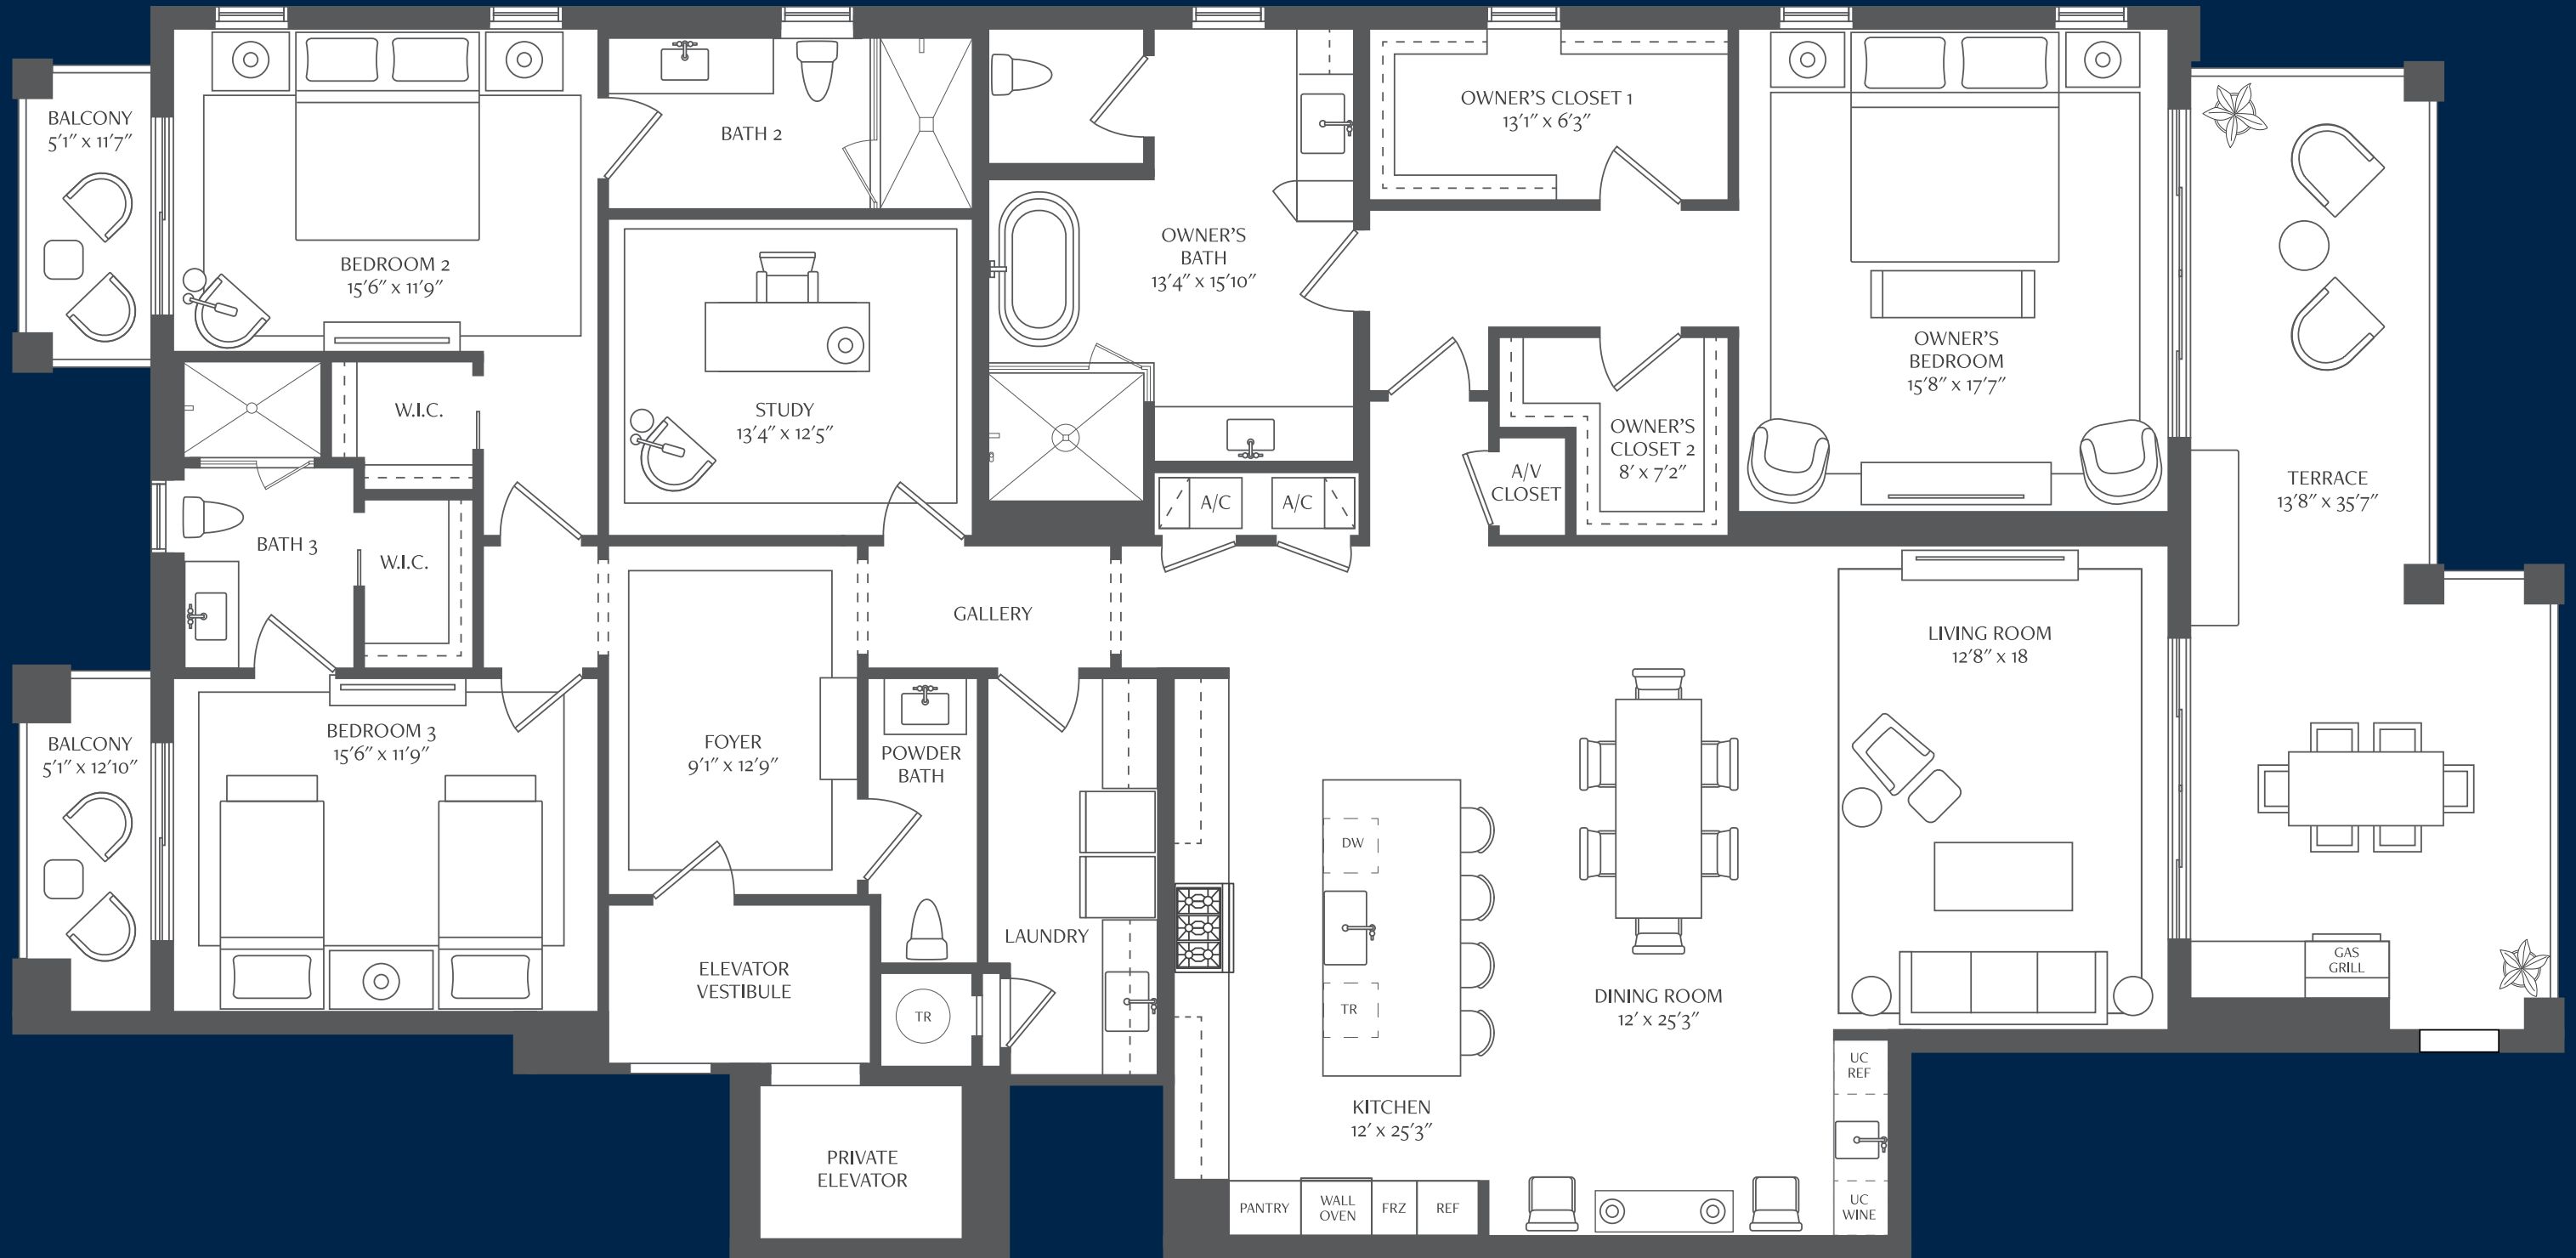 BALCONY
5′1″ x 11′7″
BEDROOM 2
15′6″ x 11′9″
BATH 2
STUDY
13′4″ x 12′5″
OWNER’S
BATH
13′4″ x 15′10″
OWNER’S CLOSET 1
13′1″ x 6′3″
OWNER’S
BEDROOM
15′8″ x 17′7″
OWNER’S
CLOSET 2
8′ x 7′2″
A/V
CLOSET
A/C
A/C
TERRACE
13′8″ x 35′7″
W.I.C.
W.I.C.
BATH 3
GALLERY
BALCONY
5′1″ x 12′10″
BEDROOM 3
15′6″ x 11′9″
FOYER
9′1″ x 12′9″
POWDER
BATH
LAUNDRY
ELEVATOR
VESTIBULE
TR
PRIVATE
ELEVATOR
DW
TR
KITCHEN
12′ x 25′3″
PANTRY
WALL
OVEN
FRZ
REF
DINING ROOM
12′ x 25′3″
LIVING ROOM
12′8″ x 18
UC
REF
UC
WINE
GAS
GRILL